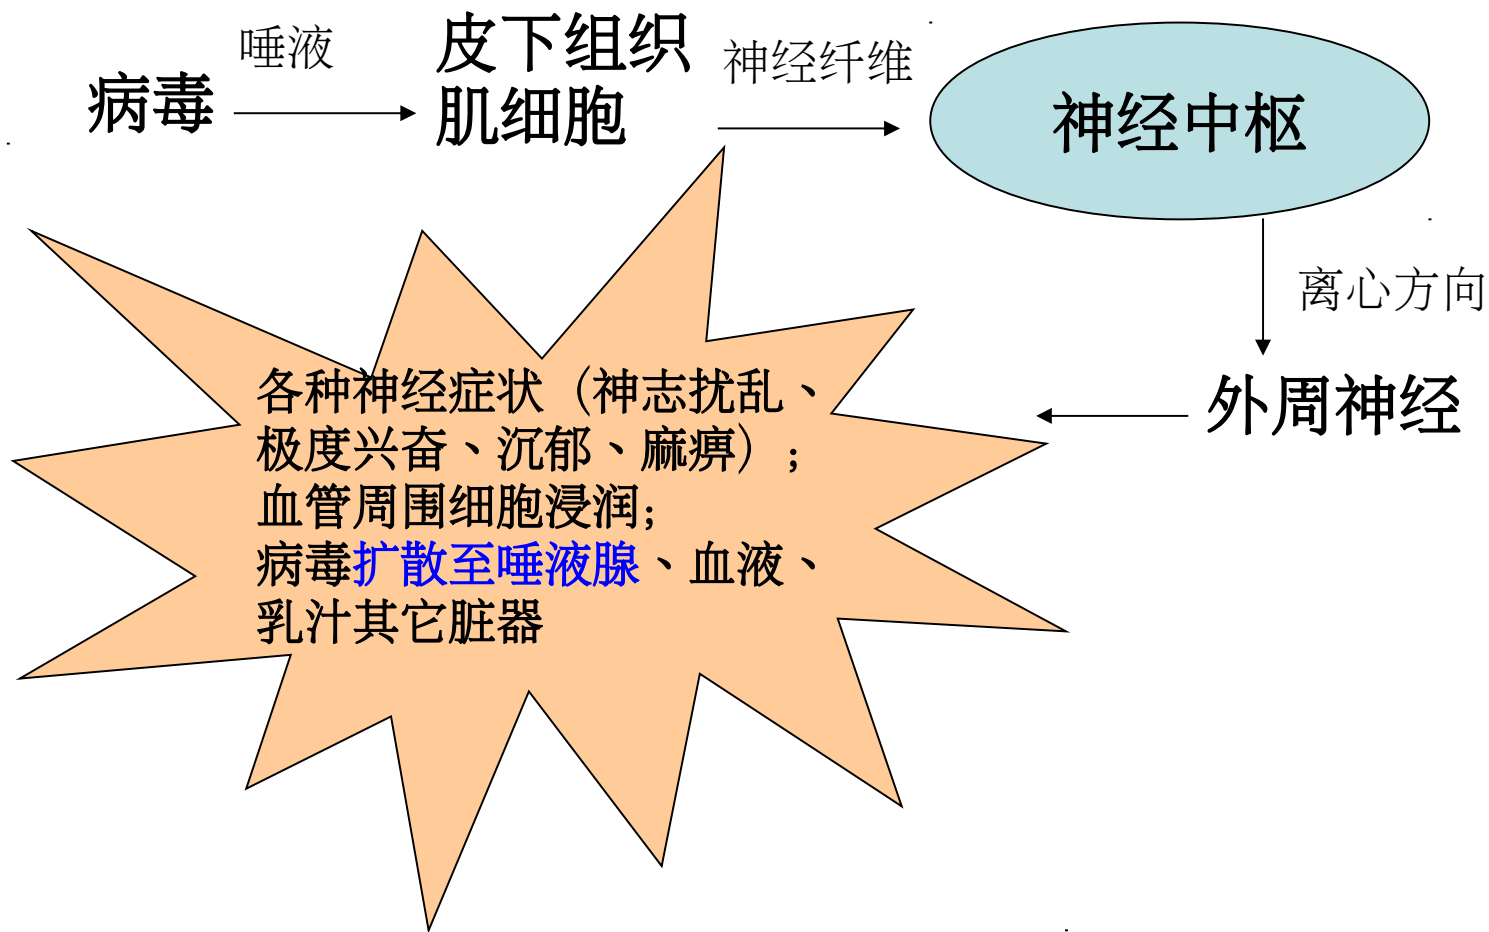 病毒
唾液
皮下组织
肌细胞
神经纤维
神经中枢
离心方向
外周神经
各种神经症状（神志扰乱、
极度兴奋、沉郁、麻痹）；
血管周围细胞浸润；
病毒扩散至唾液腺、血液、
乳汁其它脏器